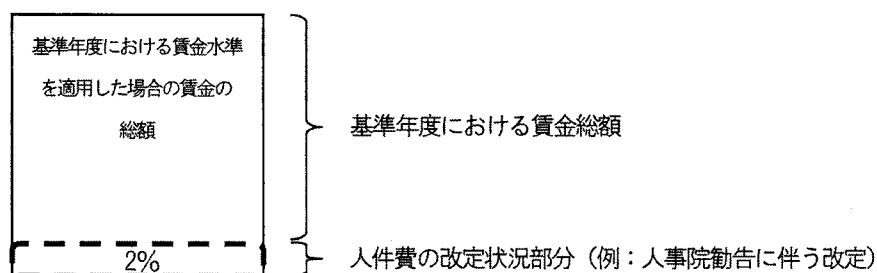 基準年度における賃金水準
を適用した場合の賃金の
総額
基準年度における賃金総額
2%
人件費の改定状況部分（例：人事院勧告に伴う改定）